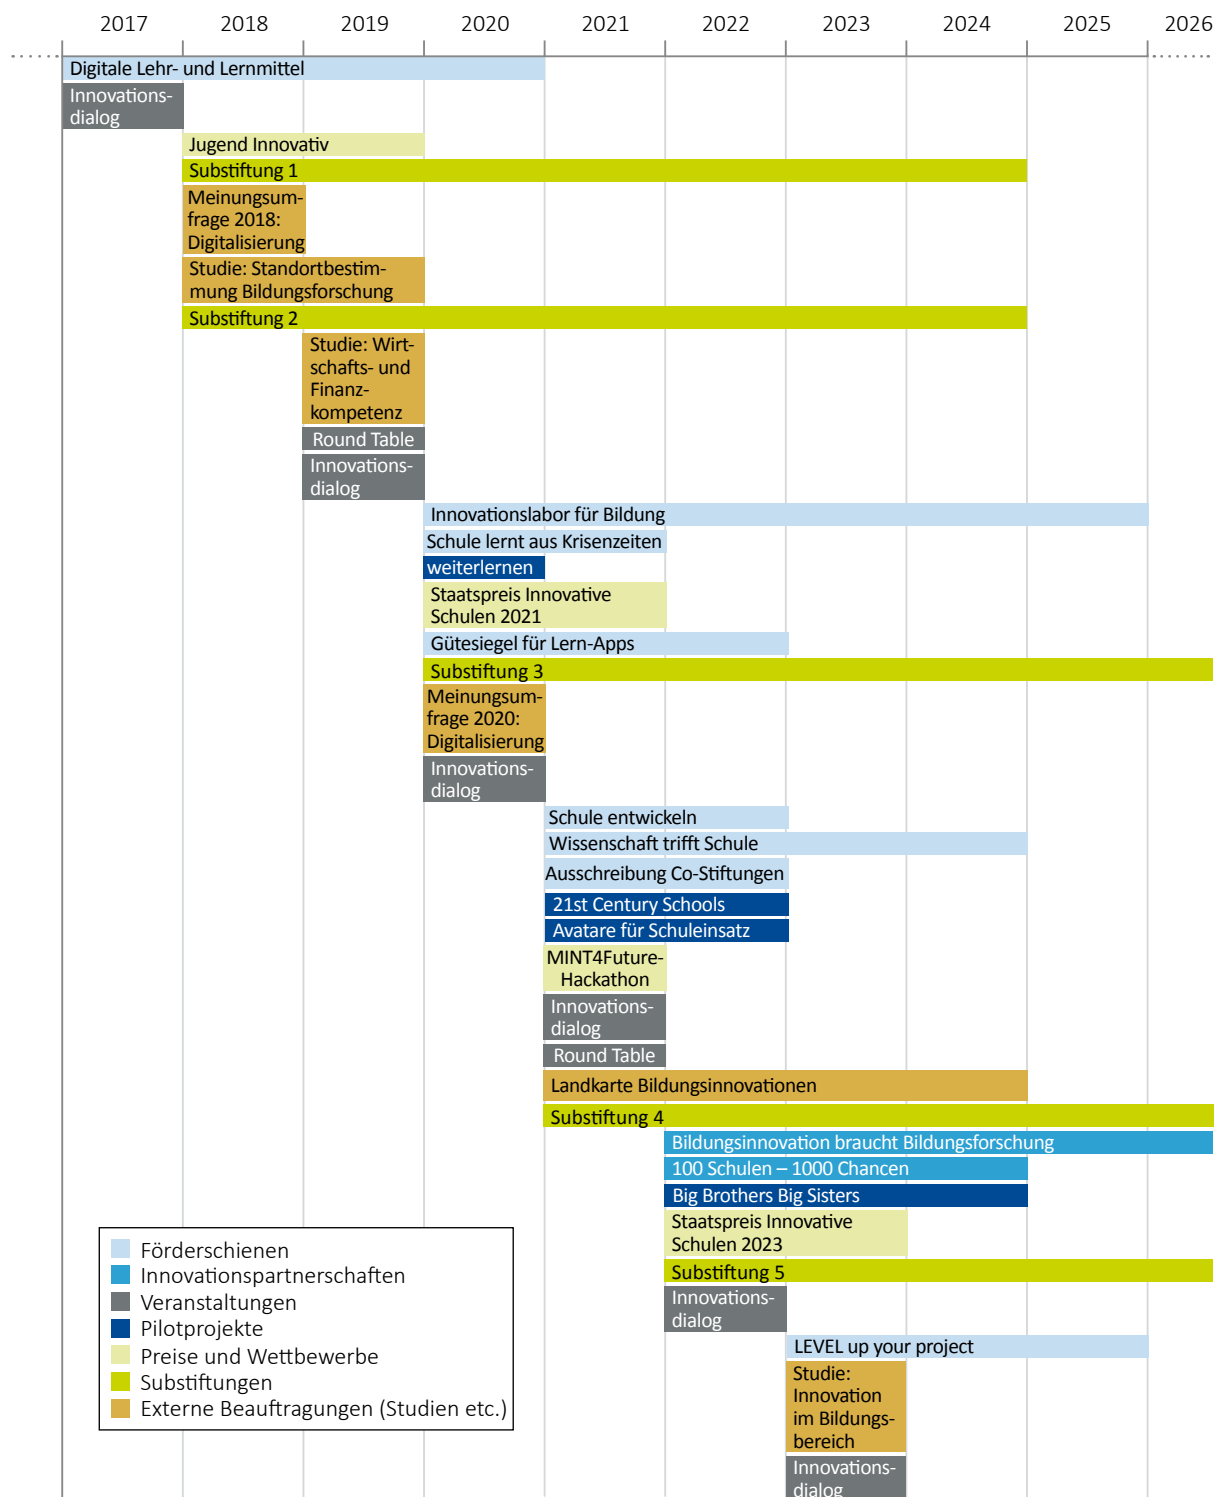 2017 2018 2019 2020 2021 2022 2023 2024 2025 2026
Digitale Lehr- und Lernmittel
Innovations-
dialog
Jugend Innovativ
Substiftung 1
Meinungsum-
frage 2018:
Digitalisierung
Studie: Standortbestim-
mung Bildungsforschung
Substiftung 2
Studie: Wirt-
schafts- und
Finanz-
kompetenz
Round Table
Innovations-
dialog
Innovationslabor für Bildung
Schule lernt aus Krisenzeiten
weiterlernen
Staatspreis Innovative
Schulen 2021
Gütesiegel für Lern-Apps
Substiftung 3
Meinungsum-
frage 2020:
Digitalisierung
Innovations-
dialog
Schule entwickeln
Wissenschaft trifft Schule
Ausschreibung Co-Stiftungen
21st Century Schools
Avatare für Schuleinsatz
MINT4Future-
Hackathon
Innovations-
dialog
Round Table
Landkarte Bildungsinnovationen
Substiftung 4
Bildungsinnovation braucht Bildungsforschung
100 Schulen – 1000 Chancen
Big Brothers Big Sisters
Staatspreis Innovative
Schulen 2023
Substiftung 5
Innovations-
dialog
LEVEL up your project
Studie:
Innovation
im Bildungs-
bereich
Innovations-
dialog
Förderschienen
Innovationspartnerschaften
Veranstaltungen
Pilotprojekte
Preise und Wettbewerbe
Substiftungen
Externe Beauftragungen (Studien etc.)